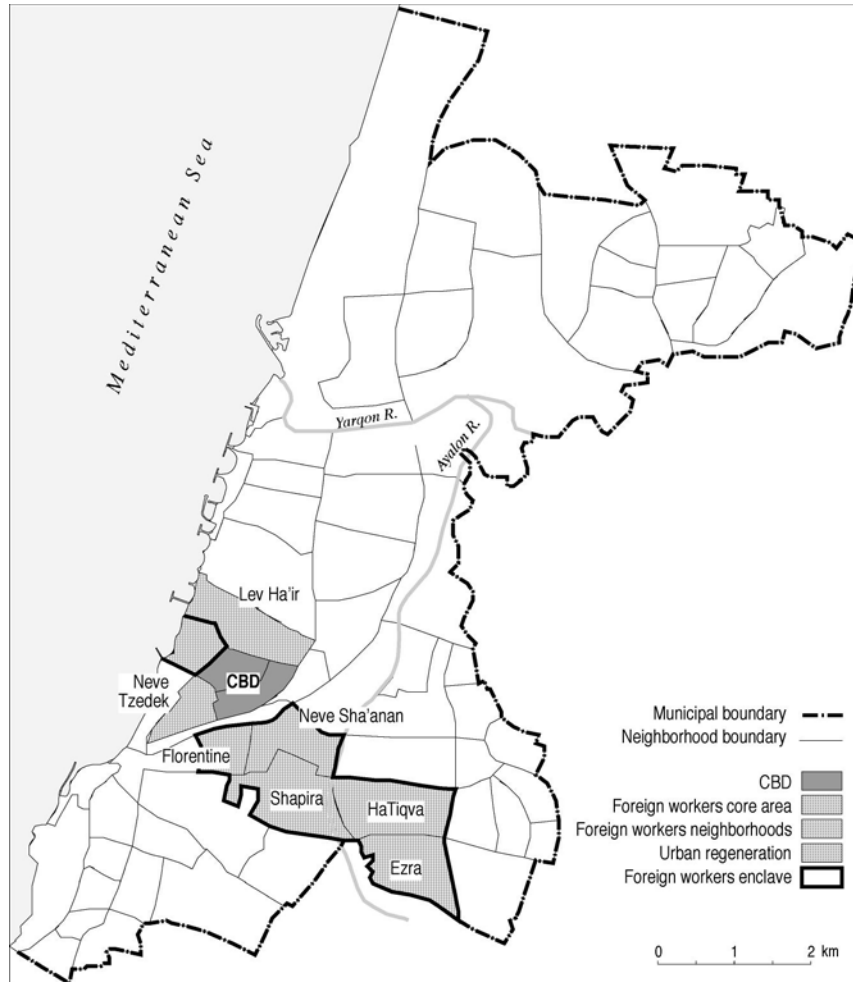 Mediterranean Sea
Yarqon R.
Ayalon R.
Lev Ha'ir
Neve
Tzedek
CBD
Neve Sha'anan
Florentine
Shapira
HaTiqva
Ezra
Municipal boundary
Neighborhood boundary
CBD
Foreign workers core area
Foreign workers neighborhoods
Urban regeneration
Foreign workers enclave
0 1 2 km